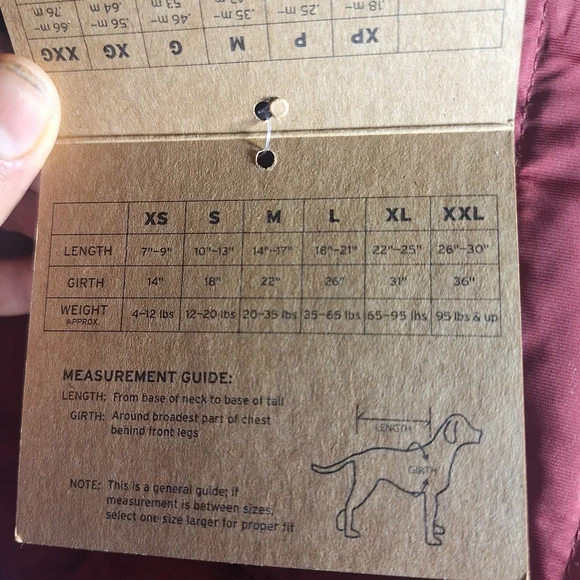 XXG XG G M P XP
.66 m- .56 m- .46 m- .35 m- .25 m- .18 m-
.76 .64 .53
XS S M L XL XXL
LENGTH 7"-9" 10"-13" 14"-17" 18"-21" 22"-25" 26"-30"
GIRTH 14" 18" 22" 26" 31" 36"
WEIGHT 4-12 lbs 12-20 lbs 20-35 lbs 35-65 lbs 65-95 lbs 95 lbs & up
APPROX.
MEASUREMENT GUIDE:
LENGTH: From base of neck to base of tail
GIRTH: Around broadest part of chest
behind front legs
NOTE: This is a general guide; if
measurement is between sizes,
select one size larger for proper fit
LENGTH
GIRTH